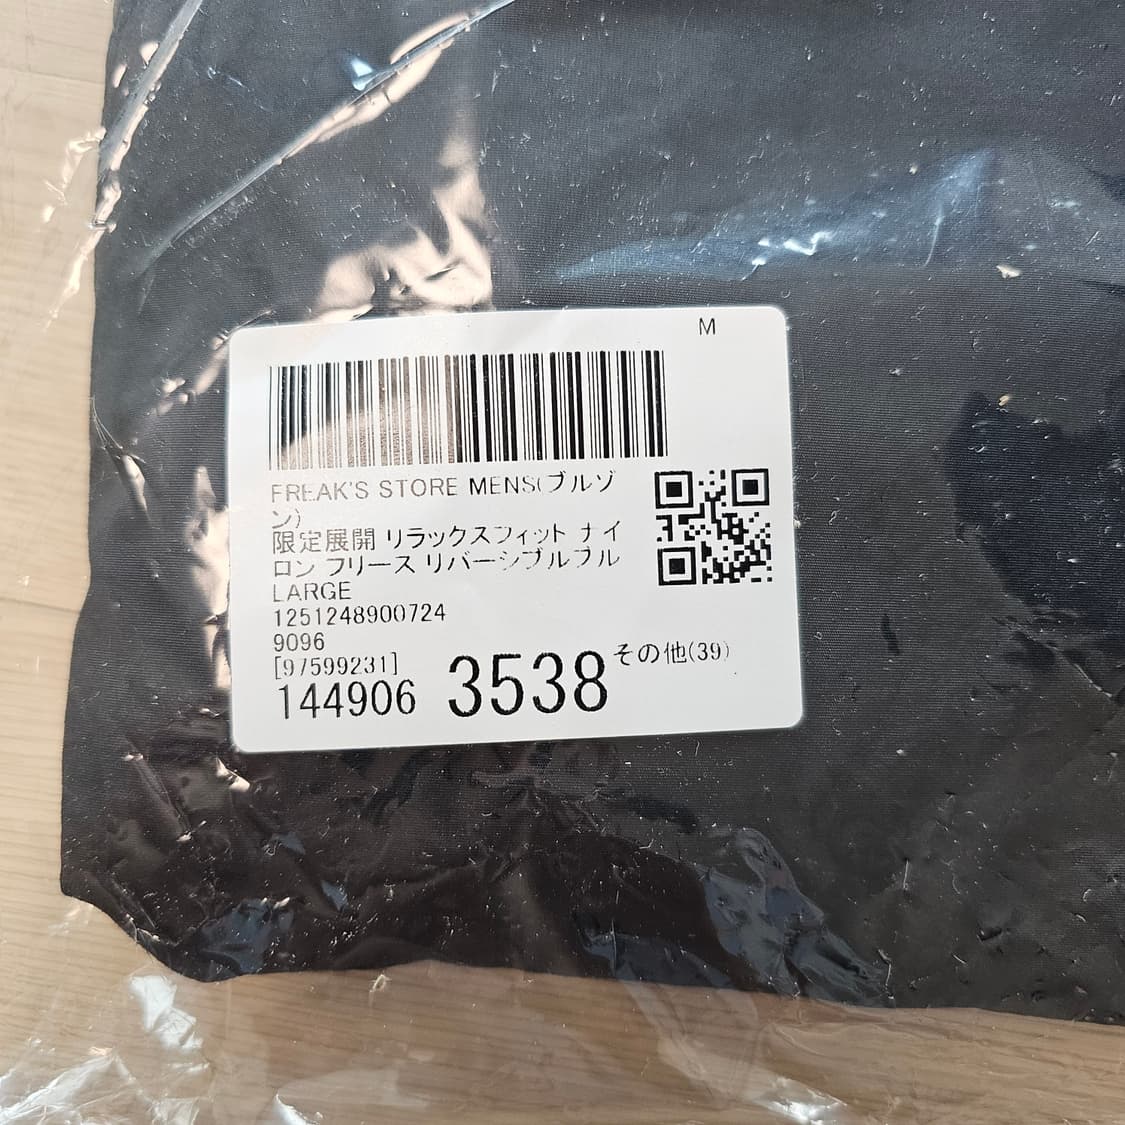 M
FREAK'S STORE MENS(ブルゾ
ン)
限定展開 リラックスフィット ナイ
ロン フリース リバーシブルブル
LARGE
1251248900724
9096
[97599231]
144906 3538 その他(39)